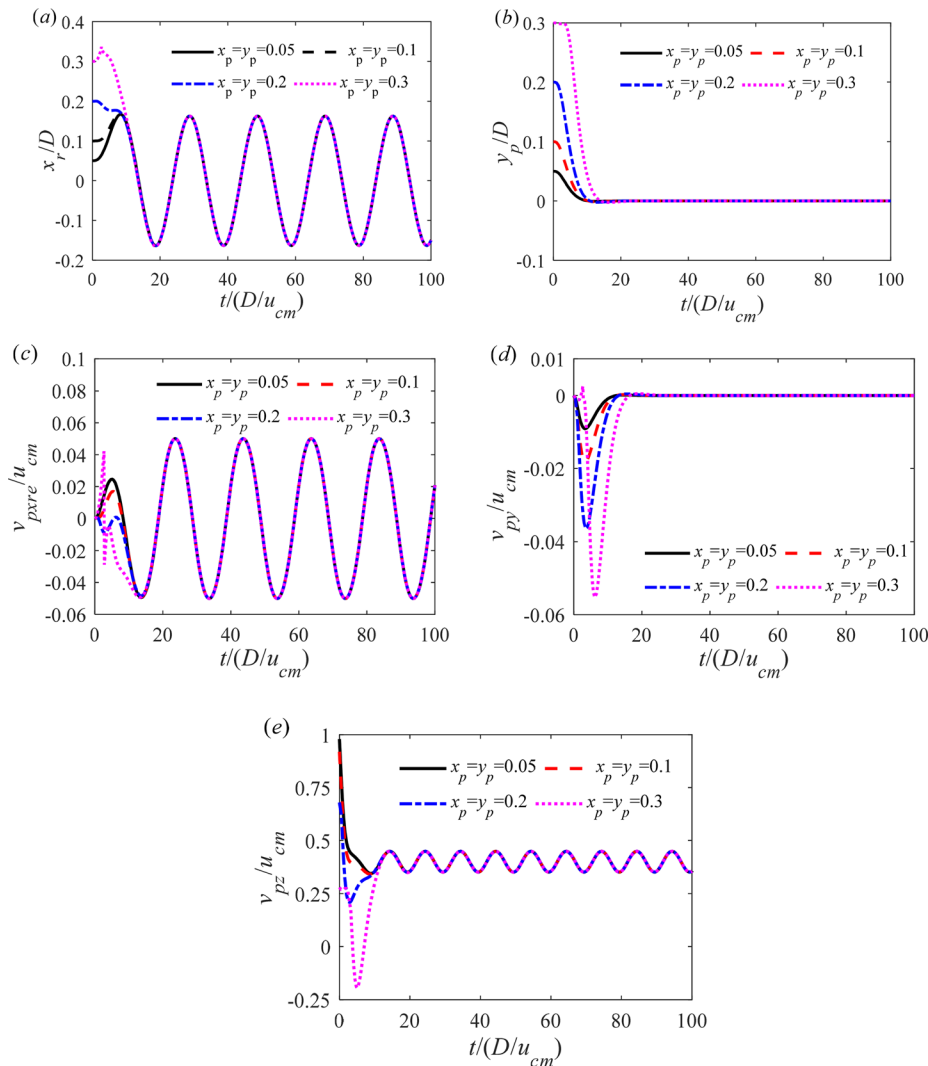 (a)
0.4
0.3
0.2
0.1
0
-0.1
-0.2
x_r/D
x_p=y_p=0.05
x_p=y_p=0.1
x_p=y_p=0.2
x_p=y_p=0.3
0 20 40 60 80 100
t/(D/u_cm)
(b)
0.3
0.2
0.1
0
-0.1
y_p/D
x_p=y_p=0.05
x_p=y_p=0.1
x_p=y_p=0.2
x_p=y_p=0.3
0 20 40 60 80 100
t/(D/u_cm)
(c)
0.1
0.08
0.06
0.04
0.02
0
-0.02
-0.04
-0.06
v_pxre/u_cm
x_p=y_p=0.05
x_p=y_p=0.1
x_p=y_p=0.2
x_p=y_p=0.3
0 20 40 60 80 100
t/(D/u_cm)
(d)
0.01
0
-0.02
-0.04
-0.06
v_py/u_cm
x_p=y_p=0.05
x_p=y_p=0.1
x_p=y_p=0.2
x_p=y_p=0.3
0 20 40 60 80 100
t/(D/u_cm)
(e)
1
0.75
0.5
0.25
0
-0.25
v_pz/u_cm
x_p=y_p=0.05
x_p=y_p=0.1
x_p=y_p=0.2
x_p=y_p=0.3
0 20 40 60 80 100
t/(D/u_cm)